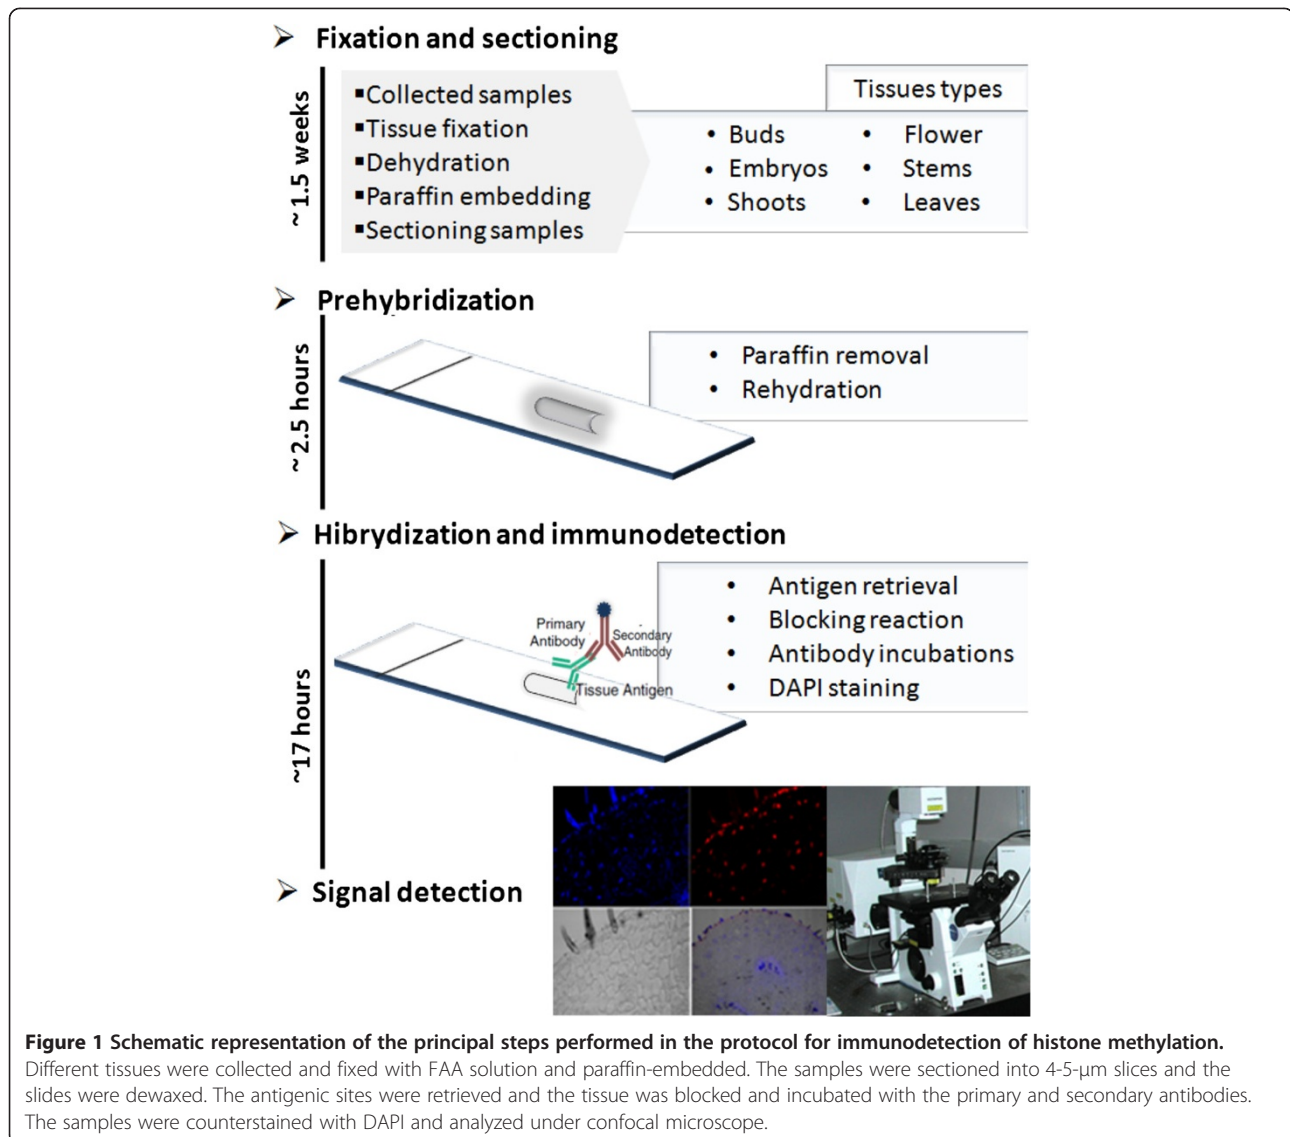 ➢ Fixation and sectioning
~ 1.5 weeks
▪Collected samples
▪Tissue fixation
▪Dehydration
▪Paraffin embedding
▪Sectioning samples
Tissues types
• Buds
• Embryos
• Shoots
• Flower
• Stems
• Leaves
➢ Prehybridization
~ 2.5 hours
• Paraffin removal
• Rehydration
➢ Hibrydization and immunodetection
~17 hours
Primary
Antibody
Secondary
Antibody
Tissue Antigen
• Antigen retrieval
• Blocking reaction
• Antibody incubations
• DAPI staining
➢ Signal detection
Figure 1 Schematic representation of the principal steps performed in the protocol for immunodetection of histone methylation.
Different tissues were collected and fixed with FAA solution and paraffin-embedded. The samples were sectioned into 4-5-μm slices and the
slides were dewaxed. The antigenic sites were retrieved and the tissue was blocked and incubated with the primary and secondary antibodies.
The samples were counterstained with DAPI and analyzed under confocal microscope.